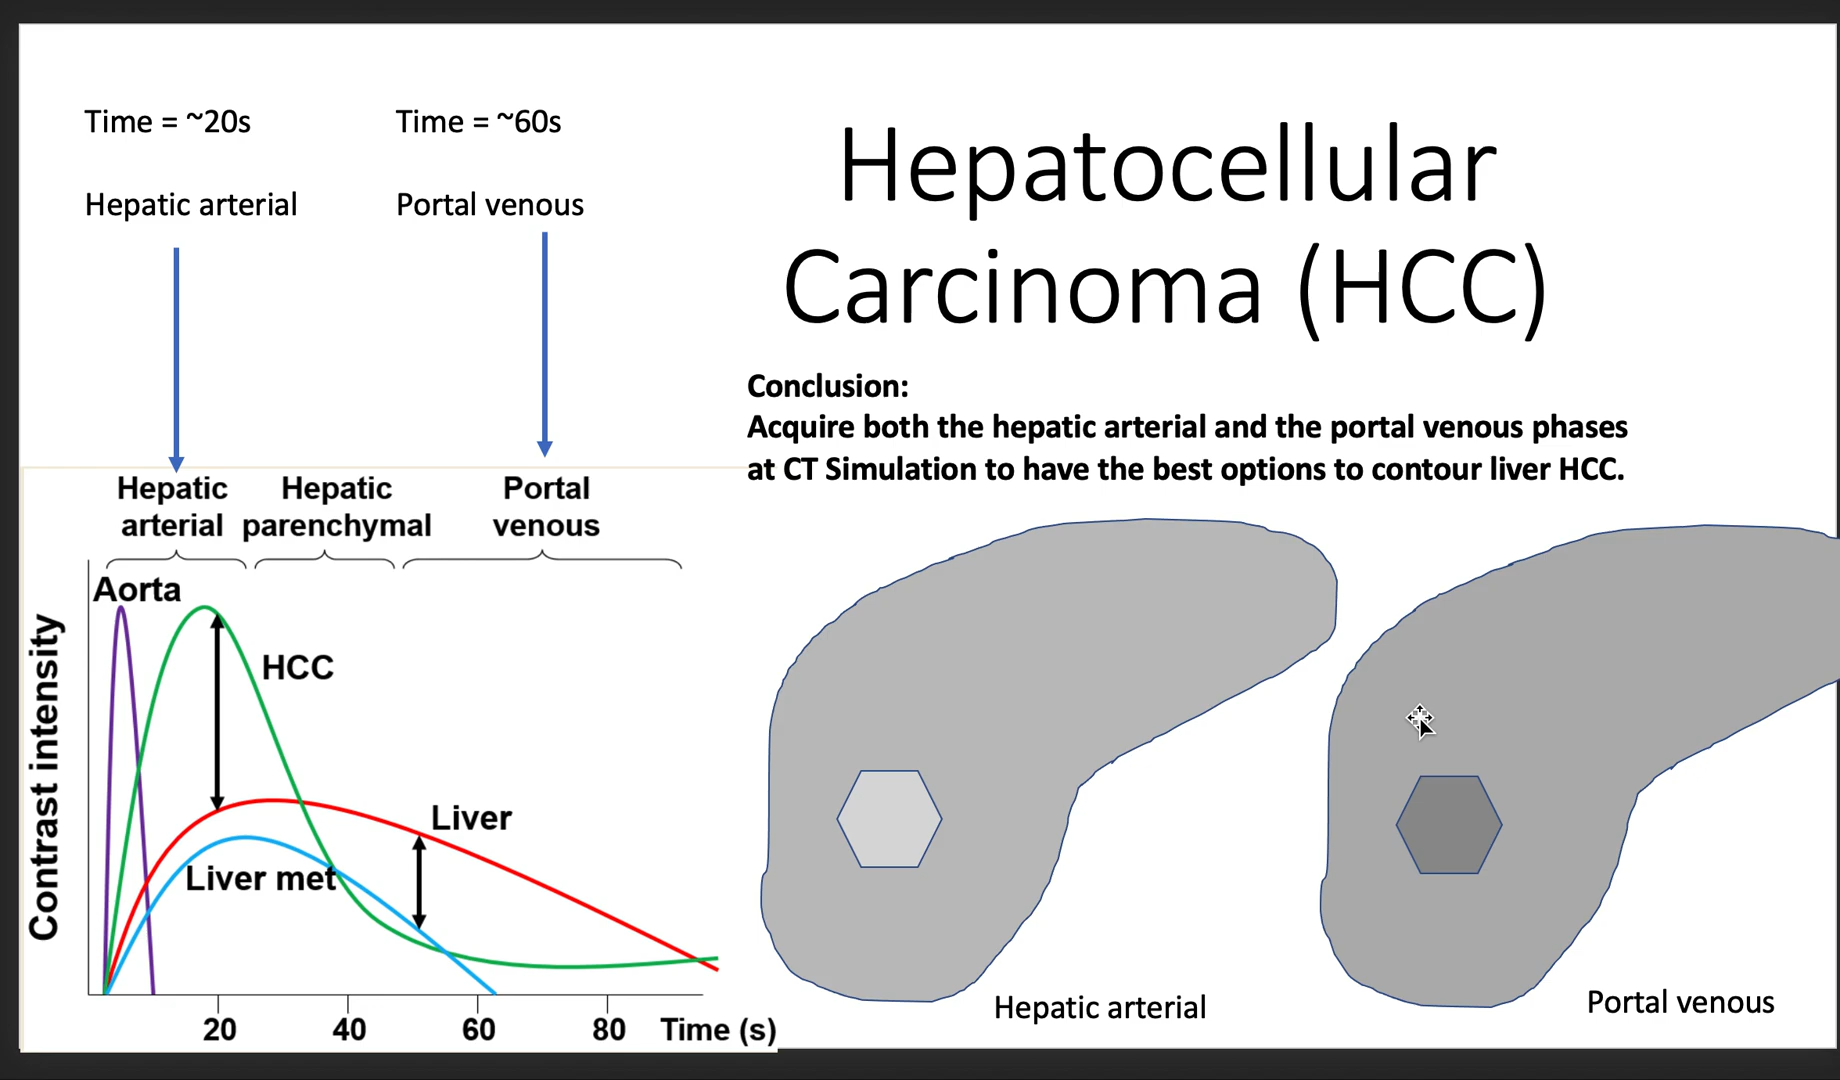 Time = ~20s
Time = ~60s
Hepatic arterial
Portal venous
Hepatocellular
Carcinoma (HCC)
Conclusion:
Acquire both the hepatic arterial and the portal venous phases
at CT Simulation to have the best options to contour liver HCC.
Hepatic
arterial
Hepatic
parenchymal
Portal
venous
Aorta
HCC
Liver
Liver met
Contrast intensity
20
40
60
80
Time (s)
Hepatic arterial
Portal venous